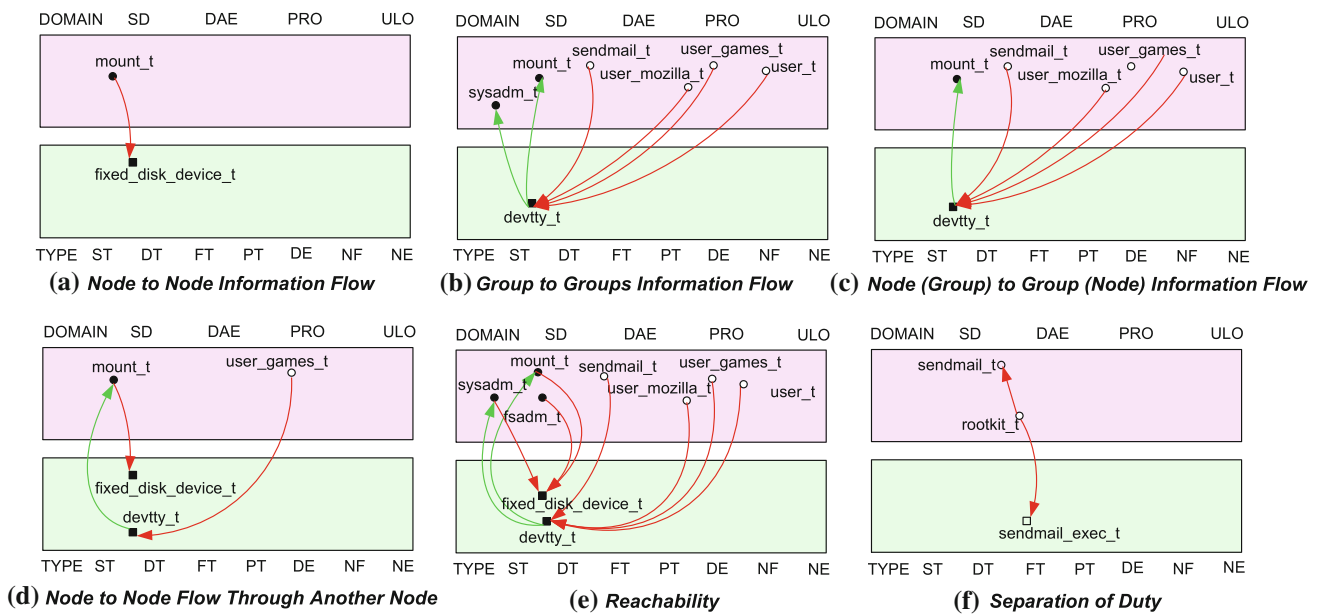 DOMAIN SD DAE PRO ULO
mount_t
fixed_disk_device_t
TYPE ST DT FT PT DE NF NE
(a) Node to Node Information Flow
DOMAIN SD DAE PRO ULO
sendmail_t user_games_t
mount_t user_mozilla_t user_t
sysadm_t
devtty_t
TYPE ST DT FT PT DE NF NE
(b) Group to Groups Information Flow
DOMAIN SD DAE PRO ULO
sendmail_t user_games_t
mount_t user_mozilla_t user_t
devtty_t
TYPE ST DT FT PT DE NF NE
(c) Node (Group) to Group (Node) Information Flow
DOMAIN SD DAE PRO ULO
mount_t user_games_t
fixed_disk_device_t
devtty_t
TYPE ST DT FT PT DE NF NE
(d) Node to Node Flow Through Another Node
DOMAIN SD DAE PRO ULO
mount_t sendmail_t user_games_t
sysadm_t user_mozilla_t user_t
fsadm_t
fixed_disk_device_t
devtty_t
TYPE ST DT FT PT DE NF NE
(e) Reachability
DOMAIN SD DAE PRO ULO
sendmail_t
rootkit_t
sendmail_exec_t
TYPE ST DT FT PT DE NF NE
(f) Separation of Duty